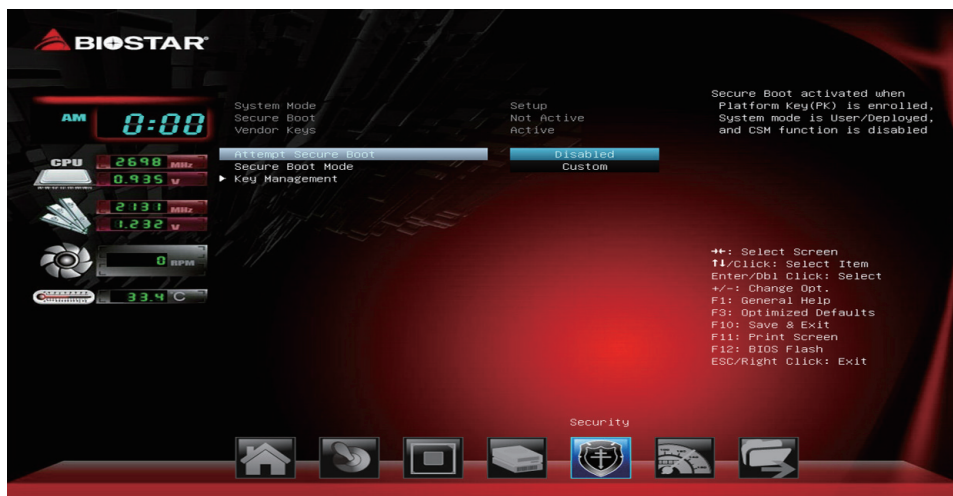 BIOSTAR
AM 0:00
CPU 2698 MHz
0.935 V
2131 MHz
1.232 V
0 RPM
33.4 C
System Mode Setup
Secure Boot Not Active
Vendor Keys Active
Attempt Secure Boot Disabled
Secure Boot Mode Custom
▶ Key Management
Secure Boot activated when
Platform Key(PK) is enrolled,
System mode is User/Deployed,
and CSM function is disabled
→←: Select Screen
↑↓/Click: Select Item
Enter/Dbl Click: Select
+/-: Change Opt.
F1: General Help
F3: Optimized Defaults
F10: Save & Exit
F11: Print Screen
F12: BIOS Flash
ESC/Right Click: Exit
Security